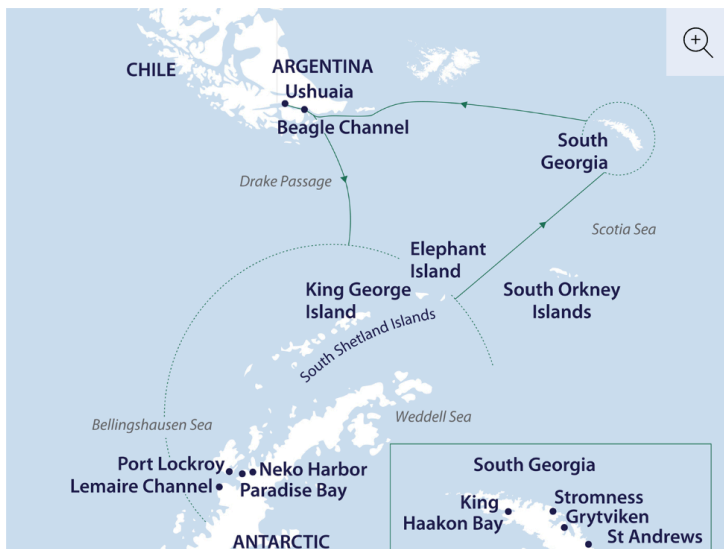 CHILE
ARGENTINA
Ushuaia
Beagle Channel
South
Georgia
Drake Passage
Scotia Sea
Elephant
Island
King George
Island
South Orkney
Islands
South Shetland Islands
Bellingshausen Sea
Weddell Sea
Port Lockroy
Neko Harbor
Lemaire Channel
Paradise Bay
ANTARCTIC
South Georgia
King
Haakon Bay
Stromness
Grytviken
St Andrews